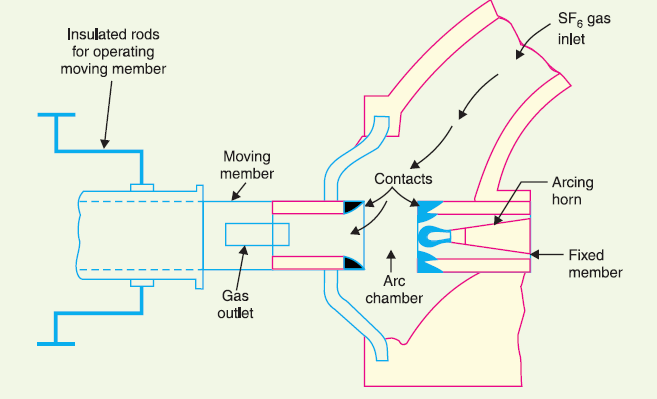 Insulated rods
for operating
moving member
SF₆ gas
inlet
Moving
member
Contacts
Arcing
horn
Fixed
member
Arc
chamber
Gas
outlet